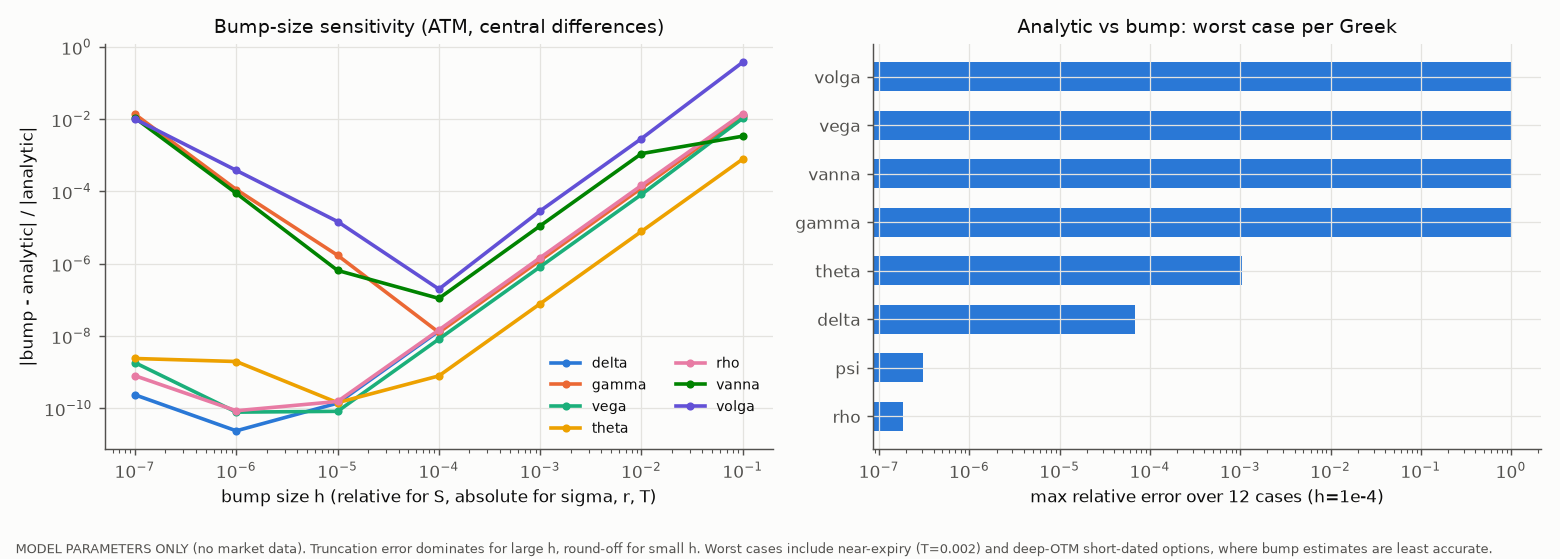 Bump-size sensitivity (ATM, central differences)
|bump - analytic| / |analytic|
10⁰
10⁻²
10⁻⁴
10⁻⁶
10⁻⁸
10⁻¹⁰
delta
gamma
vega
theta
rho
vanna
volga
10⁻⁷ 10⁻⁶ 10⁻⁵ 10⁻⁴ 10⁻³ 10⁻² 10⁻¹
bump size h (relative for S, absolute for sigma, r, T)
Analytic vs bump: worst case per Greek
volga
vega
vanna
gamma
theta
delta
psi
rho
10⁻⁷ 10⁻⁶ 10⁻⁵ 10⁻⁴ 10⁻³ 10⁻² 10⁻¹ 10⁰
max relative error over 12 cases (h=1e-4)
MODEL PARAMETERS ONLY (no market data). Truncation error dominates for large h, round-off for small h. Worst cases include near-expiry (T=0.002) and deep-OTM short-dated options, where bump estimates are least accurate.